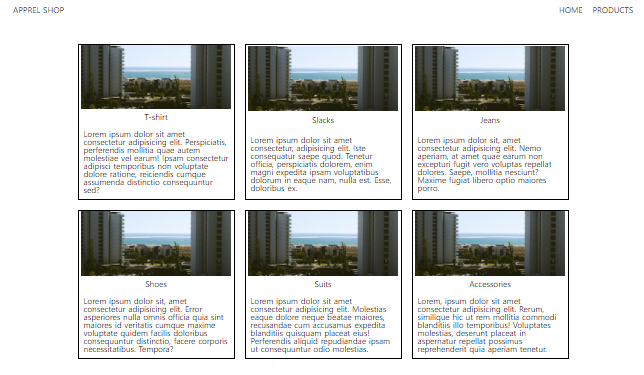 APPREL SHOP
HOME PRODUCTS
T-shirt
Lorem ipsum dolor sit amet
consectetur adipisicing elit. Perspiciatis,
perferendis mollitia quae autem
molestiae vel earum! Ipsam consectetur
adipisci temporibus non voluptate
dolore ratione, reiciendis cumque
assumenda distinctio consequuntur
sed?
Slacks
Lorem ipsum dolor sit amet
consectetur, adipisicing elit. Iste
consequatur saepe quod. Tenetur
officia, perspiciatis dolorem, enim
magni expedita ipsam voluptatibus
dolorum in eaque nam, nulla est. Esse,
doloribus ex.
Jeans
Lorem ipsum dolor sit, amet
consectetur adipisicing elit. Nemo
aperiam, at amet quae earum non
excepturi fugit vero voluptas repellat
dolores. Saepe, mollitia nesciunt?
Maxime fugiat libero optio maiores
porro.
Shoes
Lorem ipsum dolor sit, amet
consectetur adipisicing elit. Error
asperiores nulla omnis officia quia sint
maiores id veritatis cumque maxime
voluptate quidem facilis doloribus
consequuntur distinctio, facere corporis
necessitatibus. Tempora?
Suits
Lorem ipsum dolor sit amet
consectetur adipisicing elit. Molestias
eaque dolore neque beatae maiores,
recusandae cum accusamus expedita
blanditiis quisquam placeat eius!
Perferendis aliquid repudiandae ipsam
ut consequuntur odio molestias.
Accessories
Lorem ipsum dolor sit, amet
consectetur adipisicing elit. Rerum,
similique hic ut rem mollitia commodi
blanditiis illo temporibus! Voluptates
molestias, deserunt placeat in
aspernatur repellat possimus
reprehenderit quia aperiam tenetur.